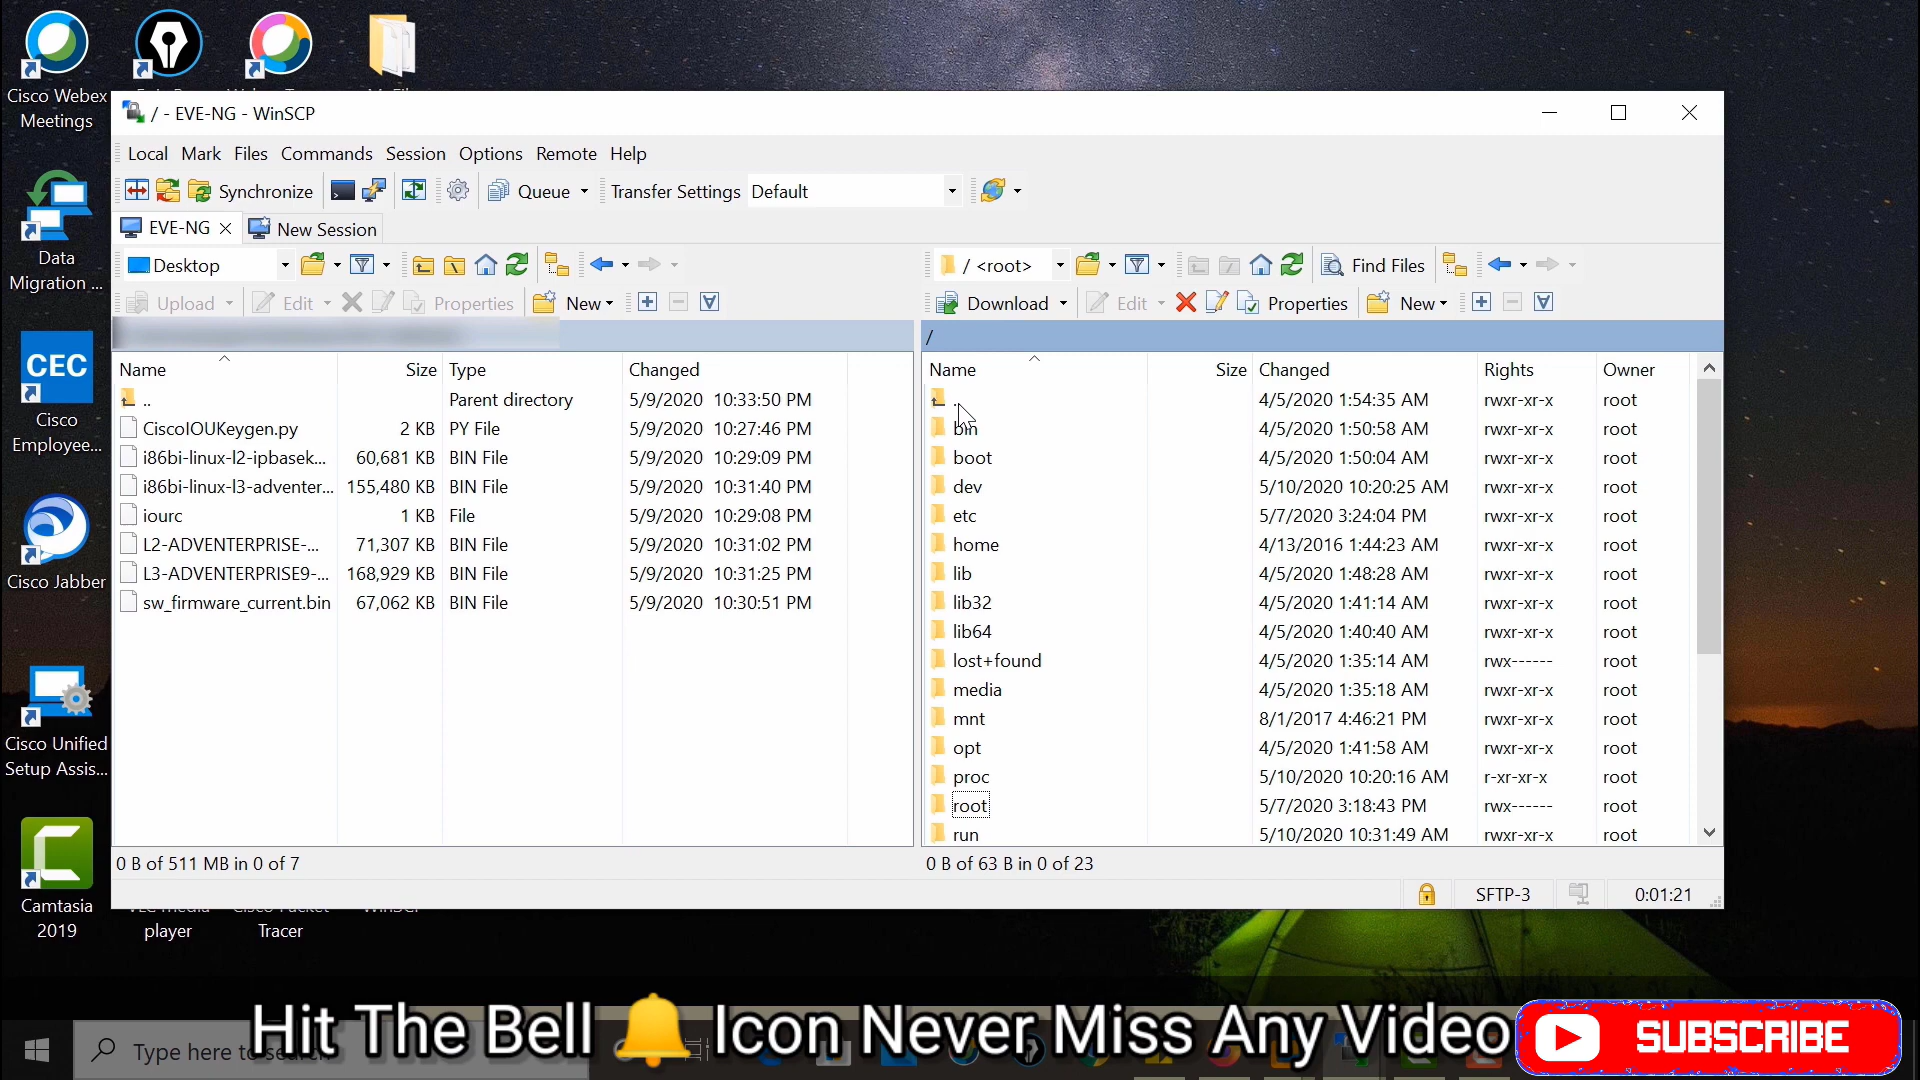 Cisco Webex
Meetings
Data
Migration ...
CEC
Cisco
Employee...
Cisco Jabber
Cisco Unified
Setup Assis...
Camtasia
2019
/ - EVE-NG - WinSCP
Local Mark Files Commands Session Options Remote Help
Synchronize Queue Transfer Settings Default
EVE-NG New Session
Desktop
Upload Edit Properties New
/ <root> Find Files
Download Edit Properties New
/
Name Size Type Changed
.. Parent directory 5/9/2020 10:33:50 PM
CiscoIOUKeygen.py 2 KB PY File 5/9/2020 10:27:46 PM
i86bi-linux-l2-ipbasek... 60,681 KB BIN File 5/9/2020 10:29:09 PM
i86bi-linux-l3-adventer... 155,480 KB BIN File 5/9/2020 10:31:40 PM
iourc 1 KB File 5/9/2020 10:29:08 PM
L2-ADVENTERPRISE-... 71,307 KB BIN File 5/9/2020 10:31:02 PM
L3-ADVENTERPRISE9-... 168,929 KB BIN File 5/9/2020 10:31:25 PM
sw_firmware_current.bin 67,062 KB BIN File 5/9/2020 10:30:51 PM
0 B of 511 MB in 0 of 7
Name Size Changed Rights Owner
.. 4/5/2020 1:54:35 AM rwxr-xr-x root
bin 4/5/2020 1:50:58 AM rwxr-xr-x root
boot 4/5/2020 1:50:04 AM rwxr-xr-x root
dev 5/10/2020 10:20:25 AM rwxr-xr-x root
etc 5/7/2020 3:24:04 PM rwxr-xr-x root
home 4/13/2016 1:44:23 AM rwxr-xr-x root
lib 4/5/2020 1:48:28 AM rwxr-xr-x root
lib32 4/5/2020 1:41:14 AM rwxr-xr-x root
lib64 4/5/2020 1:40:40 AM rwxr-xr-x root
lost+found 4/5/2020 1:35:14 AM rwx------ root
media 4/5/2020 1:35:18 AM rwxr-xr-x root
mnt 8/1/2017 4:46:21 PM rwxr-xr-x root
opt 4/5/2020 1:41:58 AM rwxr-xr-x root
proc 5/10/2020 10:20:16 AM r-xr-xr-x root
root 5/7/2020 3:18:43 PM rwx------ root
run 5/10/2020 10:31:49 AM rwxr-xr-x root
0 B of 63 B in 0 of 23
SFTP-3 0:01:21
player
Tracer
Hit The Bell Icon Never Miss Any Video
SUBSCRIBE
Type here to search